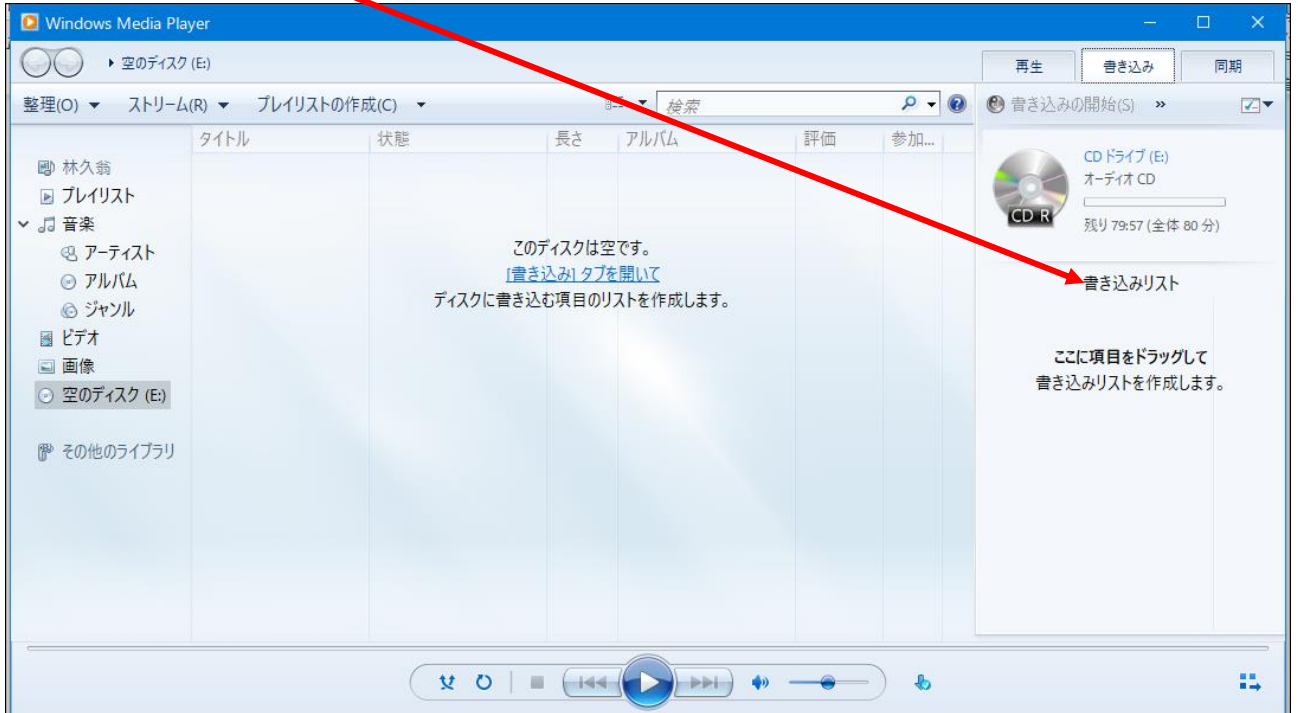 Windows Media Player
空のディスク (E:)
再生 書き込み 同期
整理(O) ストリーム(R) プレイリストの作成(C) 検索 書き込みの開始(S) »
タイトル 状態 長さ アルバム 評価 参加...
林久翁
プレイリスト
音楽
アーティスト
アルバム
ジャンル
ビデオ
画像
空のディスク (E:)
その他のライブラリ
このディスクは空です。
[書き込み] タブを開いて
ディスクに書き込む項目のリストを作成します。
CD R
CD ドライブ (E:)
オーディオ CD
残り 79:57 (全体 80 分)
書き込みリスト
ここに項目をドラッグして
書き込みリストを作成します。